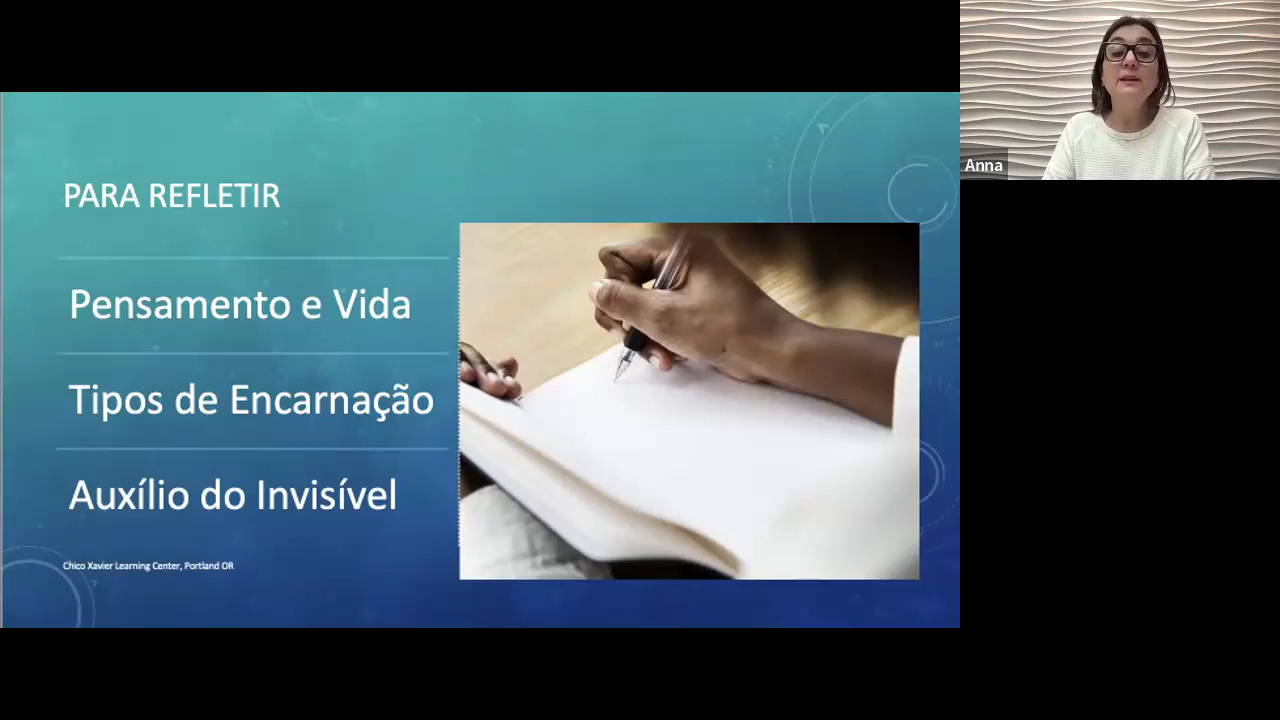 PARA REFLETIR
Pensamento e Vida
Tipos de Encarnação
Auxílio do Invisível
Chico Xavier Learning Center, Portland OR
Anna